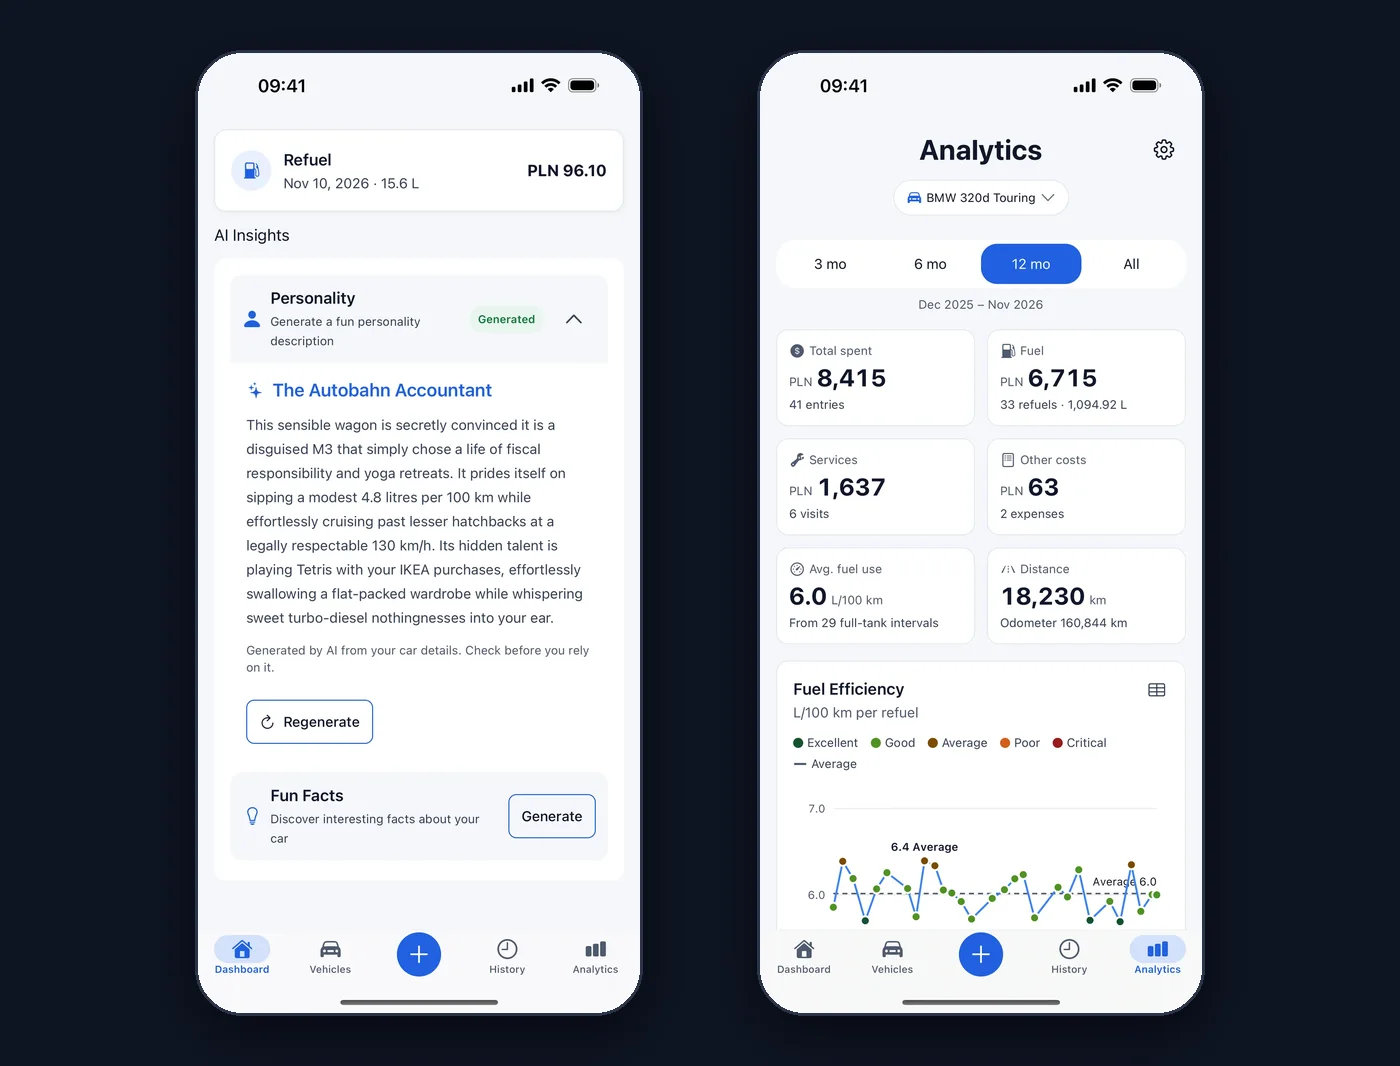 09:41
Refuel
Nov 10, 2026 · 15.6 L
PLN 96.10
AI Insights
Personality
Generate a fun personality
description
Generated
The Autobahn Accountant
This sensible wagon is secretly convinced it is a
disguised M3 that simply chose a life of fiscal
responsibility and yoga retreats. It prides itself on
sipping a modest 4.8 litres per 100 km while
effortlessly cruising past lesser hatchbacks at a
legally respectable 130 km/h. Its hidden talent is
playing Tetris with your IKEA purchases, effortlessly
swallowing a flat-packed wardrobe while whispering
sweet turbo-diesel nothingnesses into your ear.
Generated by AI from your car details. Check before you rely
on it.
Regenerate
Fun Facts
Discover interesting facts about your
car
Generate
Dashboard
Vehicles
History
Analytics
09:41
Analytics
BMW 320d Touring
3 mo
6 mo
12 mo
All
Dec 2025 – Nov 2026
Total spent
PLN 8,415
41 entries
Fuel
PLN 6,715
33 refuels · 1,094.92 L
Services
PLN 1,637
6 visits
Other costs
PLN 63
2 expenses
Avg. fuel use
6.0 L/100 km
From 29 full-tank intervals
Distance
18,230 km
Odometer 160,844 km
Fuel Efficiency
L/100 km per refuel
Excellent
Good
Average
Poor
Critical
Average
7.0
6.4 Average
Average 6.0
6.0
Dashboard
Vehicles
History
Analytics